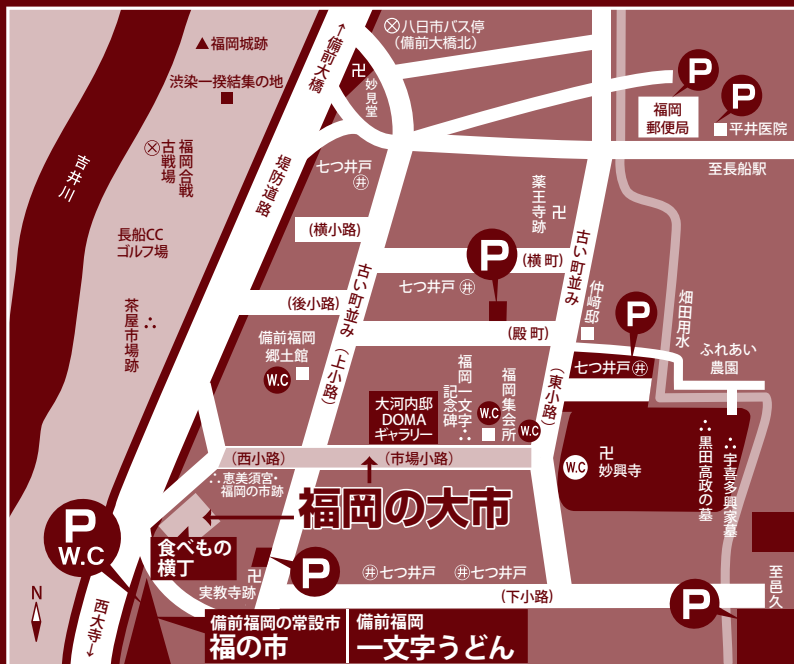 ↑備前大橋
八日市バス停
(備前大橋北)
卍
妙見堂
▲福岡城跡
渋染一揆結集の地
福岡合戦
古戦場
吉井川
堤防道路
長船CC
ゴルフ場
茶屋市場跡
P
P
福岡
郵便局
平井医院
至長船駅
七つ井戸
井
薬王寺跡
卍
(横小路)
P
(横町)
古い町並み
七つ井戸 井
(後小路)
古い町並み
(上小路)
(殿町)
仲﨑邸
P
畑田用水
ふれあい
農園
七つ井戸 井
備前福岡
郷土館
W.C
大河内邸
DOMA
ギャラリー
福岡一文字
記念碑
W.C
福岡集会所
W.C
(東小路)
W.C
卍
妙興寺
黒田高政の墓
宇喜多興家墓
(西小路)
(市場小路)
恵美須宮・
福岡の市跡
福岡の大市
P
W.C
食べもの
横丁
卍
実教寺跡
P
井 七つ井戸
井 七つ井戸
(下小路)
P
至邑久
N
西大寺↓
備前福岡の常設市
福の市
備前福岡
一文字うどん